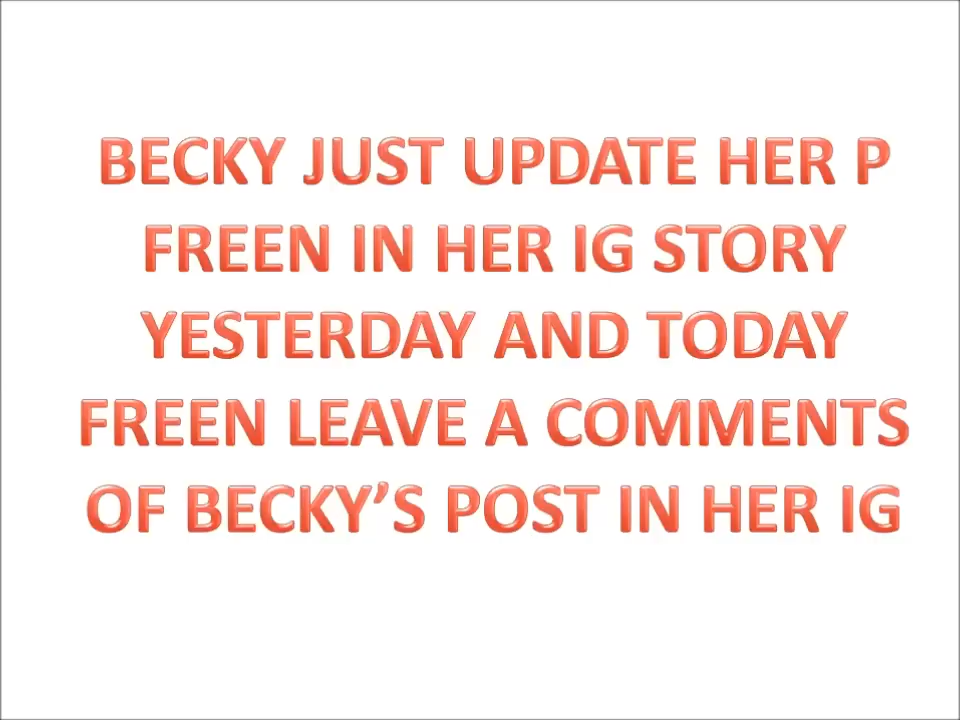 BECKY JUST UPDATE HER P
FREEN IN HER IG STORY
YESTERDAY AND TODAY
FREEN LEAVE A COMMENTS
OF BECKY’S POST IN HER IG